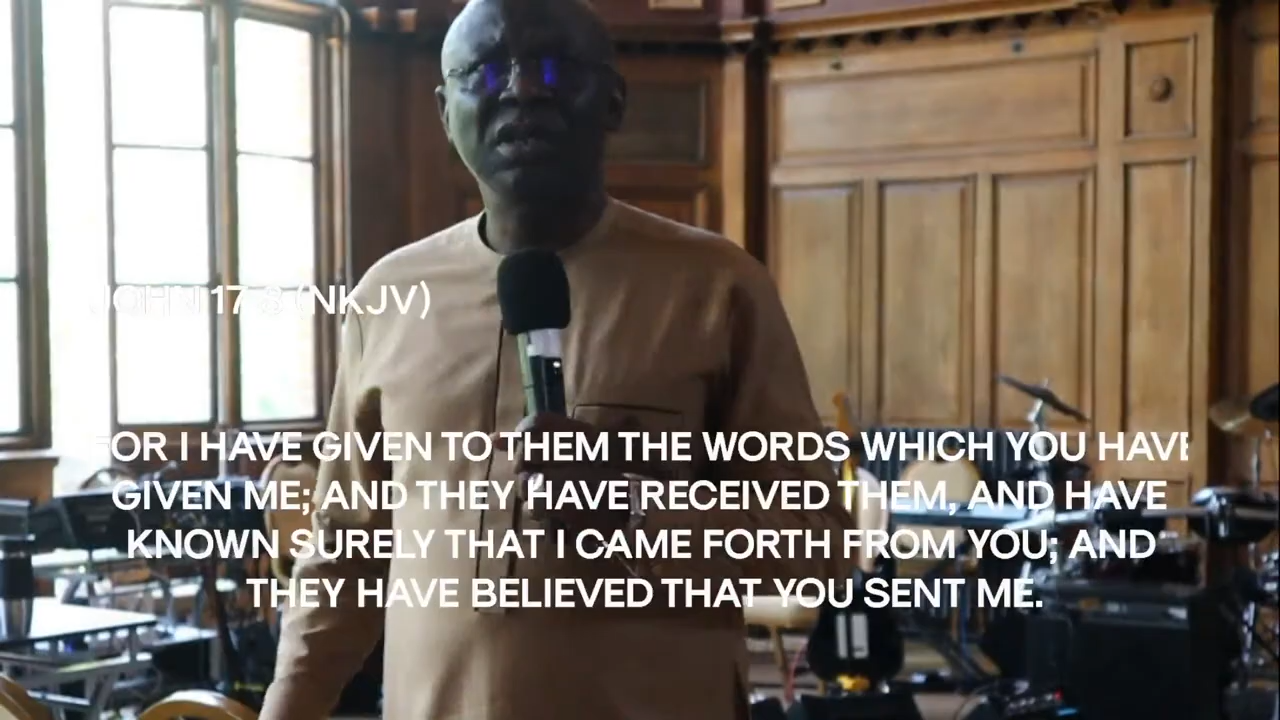 JOHN 17 8 (NKJV)
FOR I HAVE GIVEN TO THEM THE WORDS WHICH YOU HAVE
GIVEN ME; AND THEY HAVE RECEIVED THEM, AND HAVE
KNOWN SURELY THAT I CAME FORTH FROM YOU; AND
THEY HAVE BELIEVED THAT YOU SENT ME.